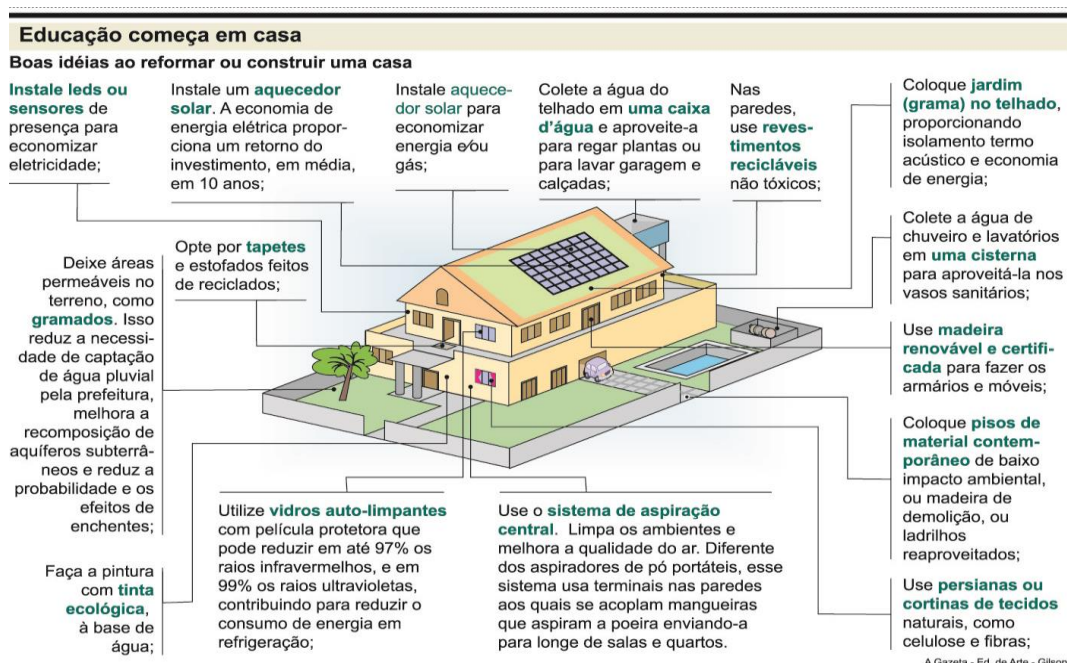 Educação começa em casa
Boas idéias ao reformar ou construir uma casa
Instale leds ou
sensores de
presença para
economizar
eletricidade;
Instale um aquecedor
solar. A economia de
energia elétrica propor-
ciona um retorno do
investimento, em média,
em 10 anos;
Instale aquece-
dor solar para
economizar
energia e/ou
gás;
Colete a água do
telhado em uma caixa
d'água e aproveite-a
para regar plantas ou
para lavar garagem e
calçadas;
Nas
paredes,
use reves-
timentos
recicláveis
não tóxicos;
Coloque jardim
(grama) no telhado,
proporcionando
isolamento termo
acústico e economia
de energia;
Opte por tapetes
e estofados feitos
de reciclados;
Colete a água de
chuveiro e lavatórios
em uma cisterna
para aproveitá-la nos
vasos sanitários;
Deixe áreas
permeáveis no
terreno, como
gramados. Isso
reduz a necessi-
dade de captação
de água pluvial
pela prefeitura,
melhora a
recomposição de
aquíferos subterrâ-
neos e reduz a
probabilidade e os
efeitos de
enchentes;
Use madeira
renovável e certifi-
cada para fazer os
armários e móveis;
Coloque pisos de
material contem-
porâneo de baixo
impacto ambiental,
ou madeira de
demolição, ou
ladrilhos
reaproveitados;
Faça a pintura
com tinta
ecológica,
à base de
água;
Utilize vidros auto-limpantes
com película protetora que
pode reduzir em até 97% os
raios infravermelhos, e em
99% os raios ultravioletas,
contribuindo para reduzir o
consumo de energia em
refrigeração;
Use o sistema de aspiração
central. Limpa os ambientes e
melhora a qualidade do ar. Diferente
dos aspiradores de pó portáteis, esse
sistema usa terminais nas paredes
aos quais se acoplam mangueiras
que aspiram a poeira enviando-a
para longe de salas e quartos.
Use persianas ou
cortinas de tecidos
naturais, como
celulose e fibras;
A Gazeta - Ed. de Arte - Gilson